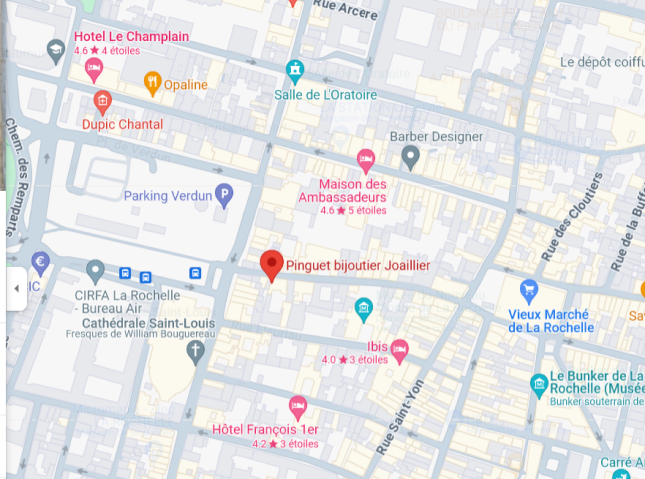 Rue Arcere
Hotel Le Champlain
4.6★ 4 étoiles
Le dépôt coiffu
Opaline
Salle de L'Oratoire
Dupic Chantal
Barber Designer
Chem. des Remparts
Maison des
Ambassadeurs
4.6 ★ 5 étoiles
Parking Verdun
P
Rue des Cloutiers
Rue de la Buffe
Pinguet bijoutier Joaillier
€
IC
CIRFA La Rochelle
- Bureau Air
Cathédrale Saint-Louis
Fresques de William Bouguereau
Vieux Marché
de La Rochelle
Sa
Ibis
4.0 ★ 3 étoiles
Le Bunker de La
Rochelle (Musée
Bunker souterrain de
Rue Saint-Yon
Hôtel François 1er
4.2 ★ 3 étoiles
Carré A